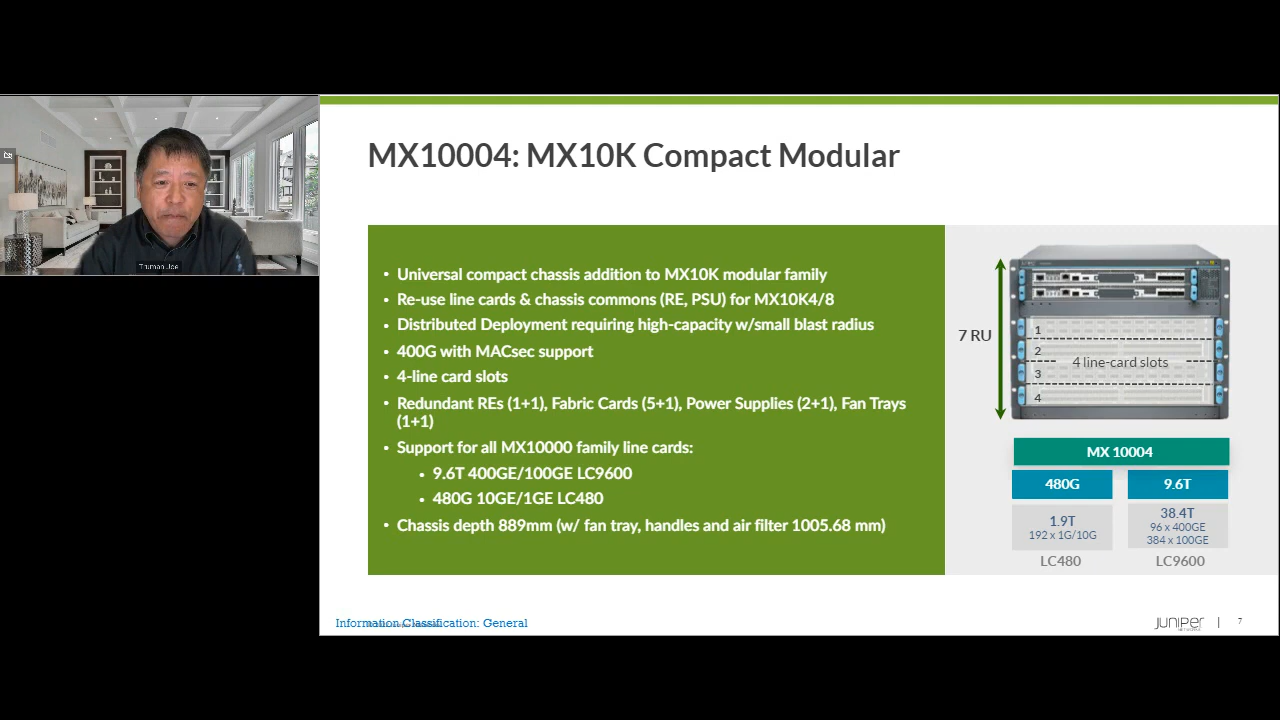 Truman Joe
MX10004: MX10K Compact Modular
• Universal compact chassis addition to MX10K modular family
• Re-use line cards & chassis commons (RE, PSU) for MX10K4/8
• Distributed Deployment requiring high-capacity w/small blast radius
• 400G with MACsec support
• 4-line card slots
• Redundant REs (1+1), Fabric Cards (5+1), Power Supplies (2+1), Fan Trays
(1+1)
• Support for all MX10000 family line cards:
• 9.6T 400GE/100GE LC9600
• 480G 10GE/1GE LC480
• Chassis depth 889mm (w/ fan tray, handles and air filter 1005.68 mm)
7 RU
1
2
4 line-card slots
3
4
MX 10004
480G
9.6T
1.9T
192 x 1G/10G
38.4T
96 x 400GE
384 x 100GE
LC480
LC9600
Information Classification: General
JUNIPER
NETWORKS
|
7